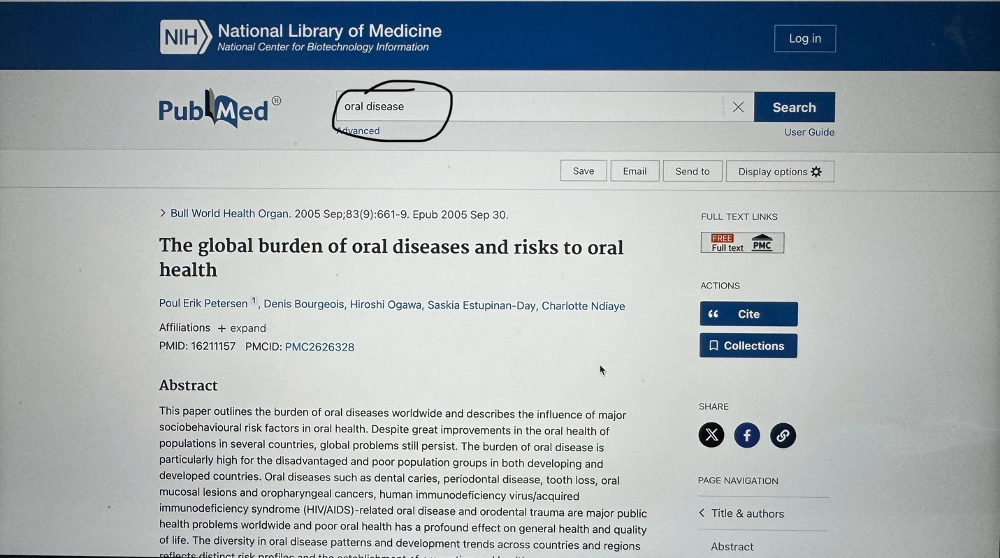 NIH National Library of Medicine
National Center for Biotechnology Information
Log in
PubMed®
oral disease
Search
Advanced
User Guide
Save Email Send to Display options
Bull World Health Organ. 2005 Sep;83(9):661-9. Epub 2005 Sep 30.
The global burden of oral diseases and risks to oral
health
Poul Erik Petersen 1, Denis Bourgeois, Hiroshi Ogawa, Saskia Estupinan-Day, Charlotte Ndiaye
Affiliations + expand
PMID: 16211157 PMCID: PMC2626328
Abstract
This paper outlines the burden of oral diseases worldwide and describes the influence of major
sociobehavioural risk factors in oral health. Despite great improvements in the oral health of
populations in several countries, global problems still persist. The burden of oral disease is
particularly high for the disadvantaged and poor population groups in both developing and
developed countries. Oral diseases such as dental caries, periodontal disease, tooth loss, oral
mucosal lesions and oropharyngeal cancers, human immunodeficiency virus/acquired
immunodeficiency syndrome (HIV/AIDS)-related oral disease and orodental trauma are major public
health problems worldwide and poor oral health has a profound effect on general health and quality
of life. The diversity in oral disease patterns and development trends across countries and regions
reflects distinct risk profiles and the establishment of
FULL TEXT LINKS
FREE
Full text PMC
ACTIONS
Cite
Collections
SHARE
PAGE NAVIGATION
Title & authors
Abstract